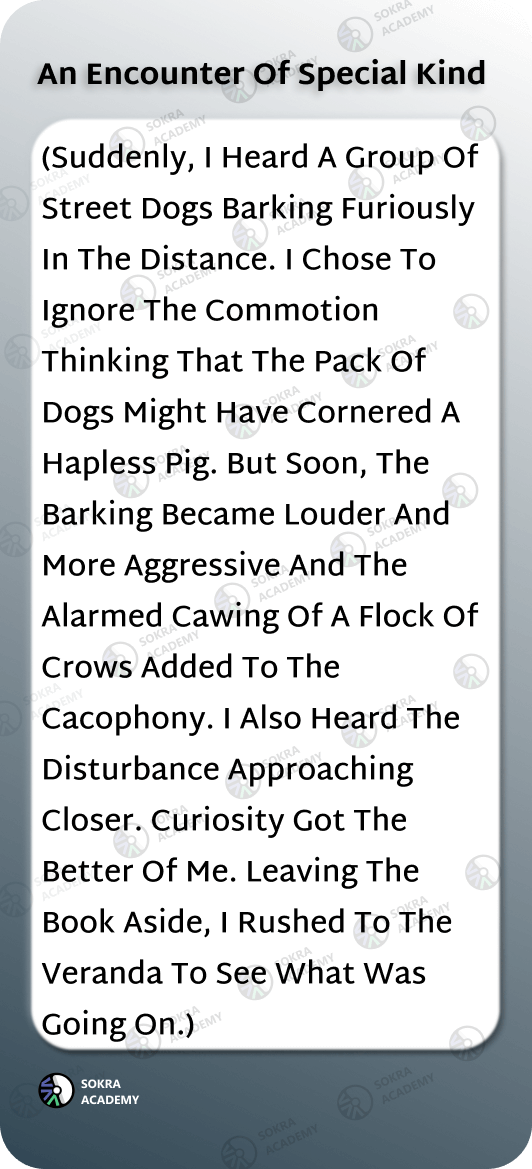 An Encounter Of Special Kind
(Suddenly, I Heard A Group Of
Street Dogs Barking Furiously
In The Distance. I Chose To
Ignore The Commotion
Thinking That The Pack Of
Dogs Might Have Cornered A
Hapless Pig. But Soon, The
Barking Became Louder And
More Aggressive And The
Alarmed Cawing Of A Flock Of
Crows Added To The
Cacophony. I Also Heard The
Disturbance Approaching
Closer. Curiosity Got The
Better Of Me. Leaving The
Book Aside, I Rushed To The
Veranda To See What Was
Going On.)
SOKRA
ACADEMY